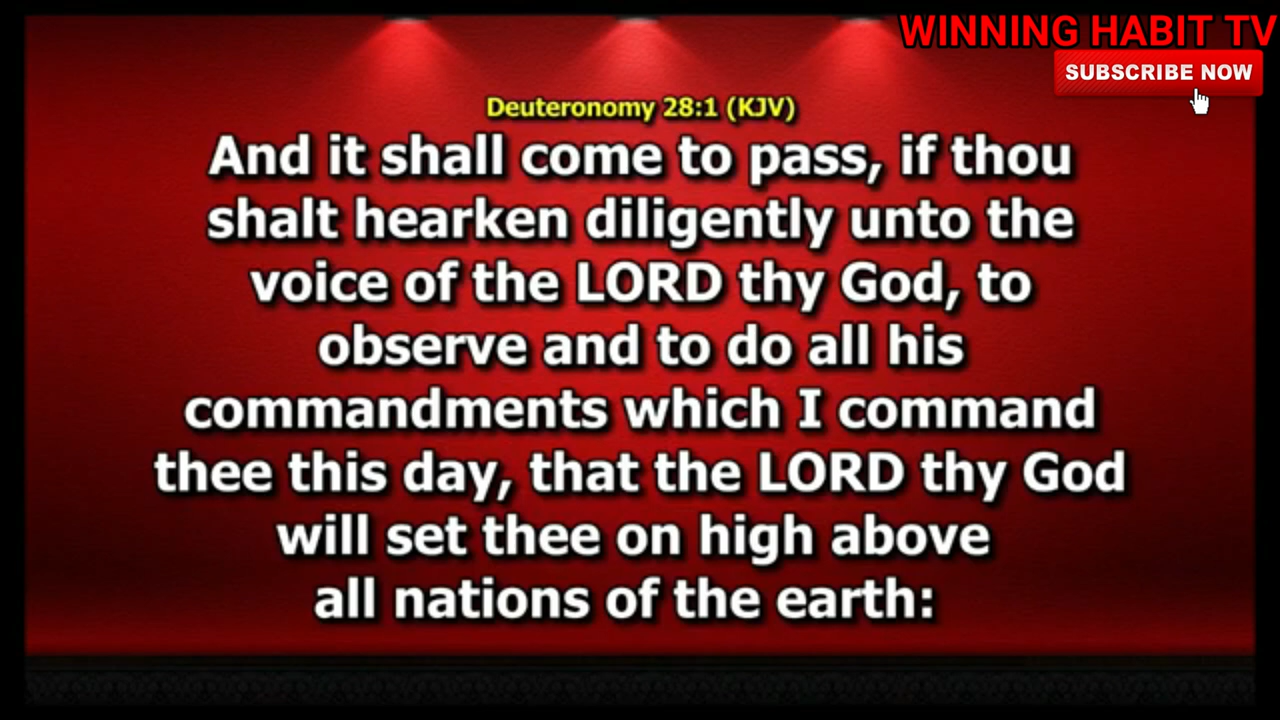 WINNING HABIT TV
SUBSCRIBE NOW
Deuteronomy 28:1 (KJV)
And it shall come to pass, if thou
shalt hearken diligently unto the
voice of the LORD thy God, to
observe and to do all his
commandments which I command
thee this day, that the LORD thy God
will set thee on high above
all nations of the earth: